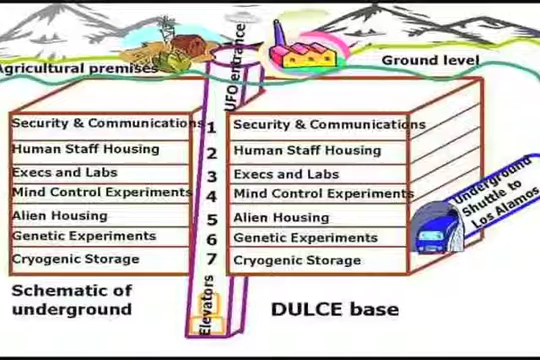 Agricultural premises
UFO entrance
Ground level
Security & Communications
1
Security & Communications
Human Staff Housing
2
Human Staff Housing
Execs and Labs
3
Execs and Labs
Mind Control Experiments
4
Mind Control Experiments
Alien Housing
5
Alien Housing
Genetic Experiments
6
Genetic Experiments
Cryogenic Storage
7
Cryogenic Storage
Underground
Shuttle to
Los Alamos
Schematic of
underground
Elevators
DULCE base